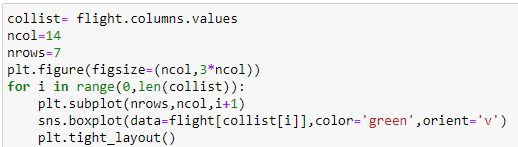 collist= flight.columns.values
ncol=14
nrows=7
plt.figure(figsize=(ncol,3*ncol))
for i in range(0,len(collist)):
    plt.subplot(nrows,ncol,i+1)
    sns.boxplot(data=flight[collist[i]],color='green',orient='v')
    plt.tight_layout()